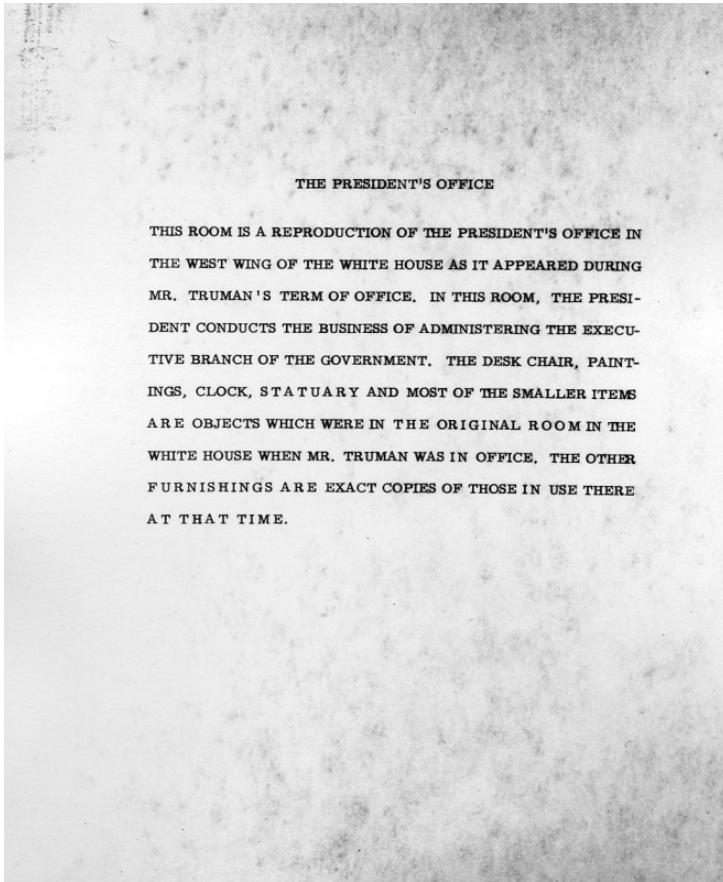 THE PRESIDENT'S OFFICE
THIS ROOM IS A REPRODUCTION OF THE PRESIDENT'S OFFICE IN
THE WEST WING OF THE WHITE HOUSE AS IT APPEARED DURING
MR. TRUMAN'S TERM OF OFFICE. IN THIS ROOM, THE PRESI-
DENT CONDUCTS THE BUSINESS OF ADMINISTERING THE EXECU-
TIVE BRANCH OF THE GOVERNMENT. THE DESK CHAIR, PAINT-
INGS, CLOCK, STATUARY AND MOST OF THE SMALLER ITEMS
ARE OBJECTS WHICH WERE IN THE ORIGINAL ROOM IN THE
WHITE HOUSE WHEN MR. TRUMAN WAS IN OFFICE. THE OTHER
FURNISHINGS ARE EXACT COPIES OF THOSE IN USE THERE
AT THAT TIME.